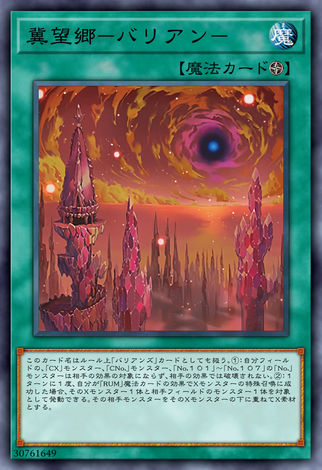 冀望郷－バリアン－
魔
【魔法カード】
このカード名はルール上「バリアンズ」カードとしても扱う。①：自分フィール
ドの、「CX」モンスター、「CNo.」モンスター、「No.１０１」～「No.１０７」の「No.」
モンスターは相手の効果の対象にならず、相手の効果では破壊されない。②：１
ターンに１度、自分が「RUM」魔法カードの効果でXモンスターの特殊召喚に成
功した場合、そのXモンスター１体と相手フィールドのモンスター１体を対象
として発動できる。その相手モンスターをそのXモンスターの下に重ねてX素材
とする。
30761649